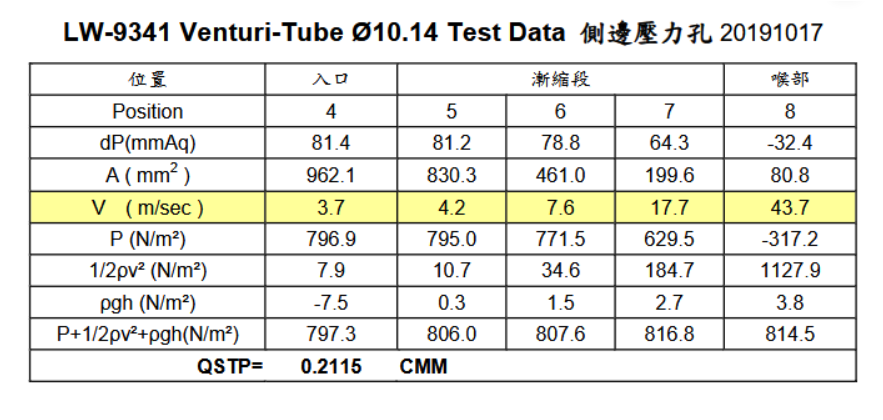 LW-9341 Venturi-Tube Ø10.14 Test Data 側邊壓力孔 20191017
位置 入口 漸縮段 喉部
Position 4 5 6 7 8
dP(mmAq) 81.4 81.2 78.8 64.3 -32.4
A ( mm² ) 962.1 830.3 461.0 199.6 80.8
V ( m/sec ) 3.7 4.2 7.6 17.7 43.7
P (N/m²) 796.9 795.0 771.5 629.5 -317.2
1/2ρv² (N/m²) 7.9 10.7 34.6 184.7 1127.9
ρgh (N/m²) -7.5 0.3 1.5 2.7 3.8
P+1/2ρv²+ρgh(N/m²) 797.3 806.0 807.6 816.8 814.5
QSTP= 0.2115 CMM